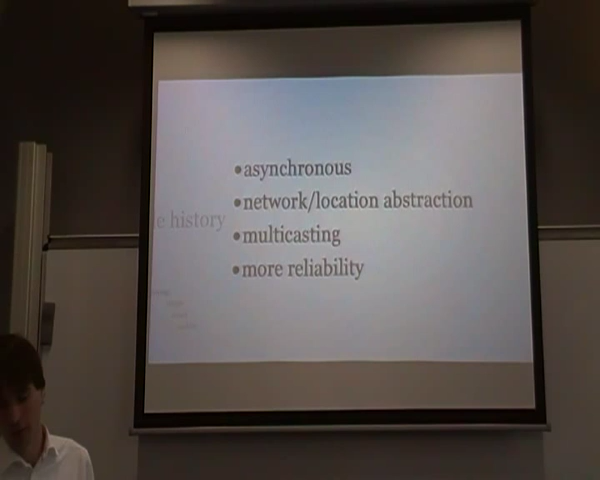 •asynchronous
•network/location abstraction
e history
•multicasting
•more reliability